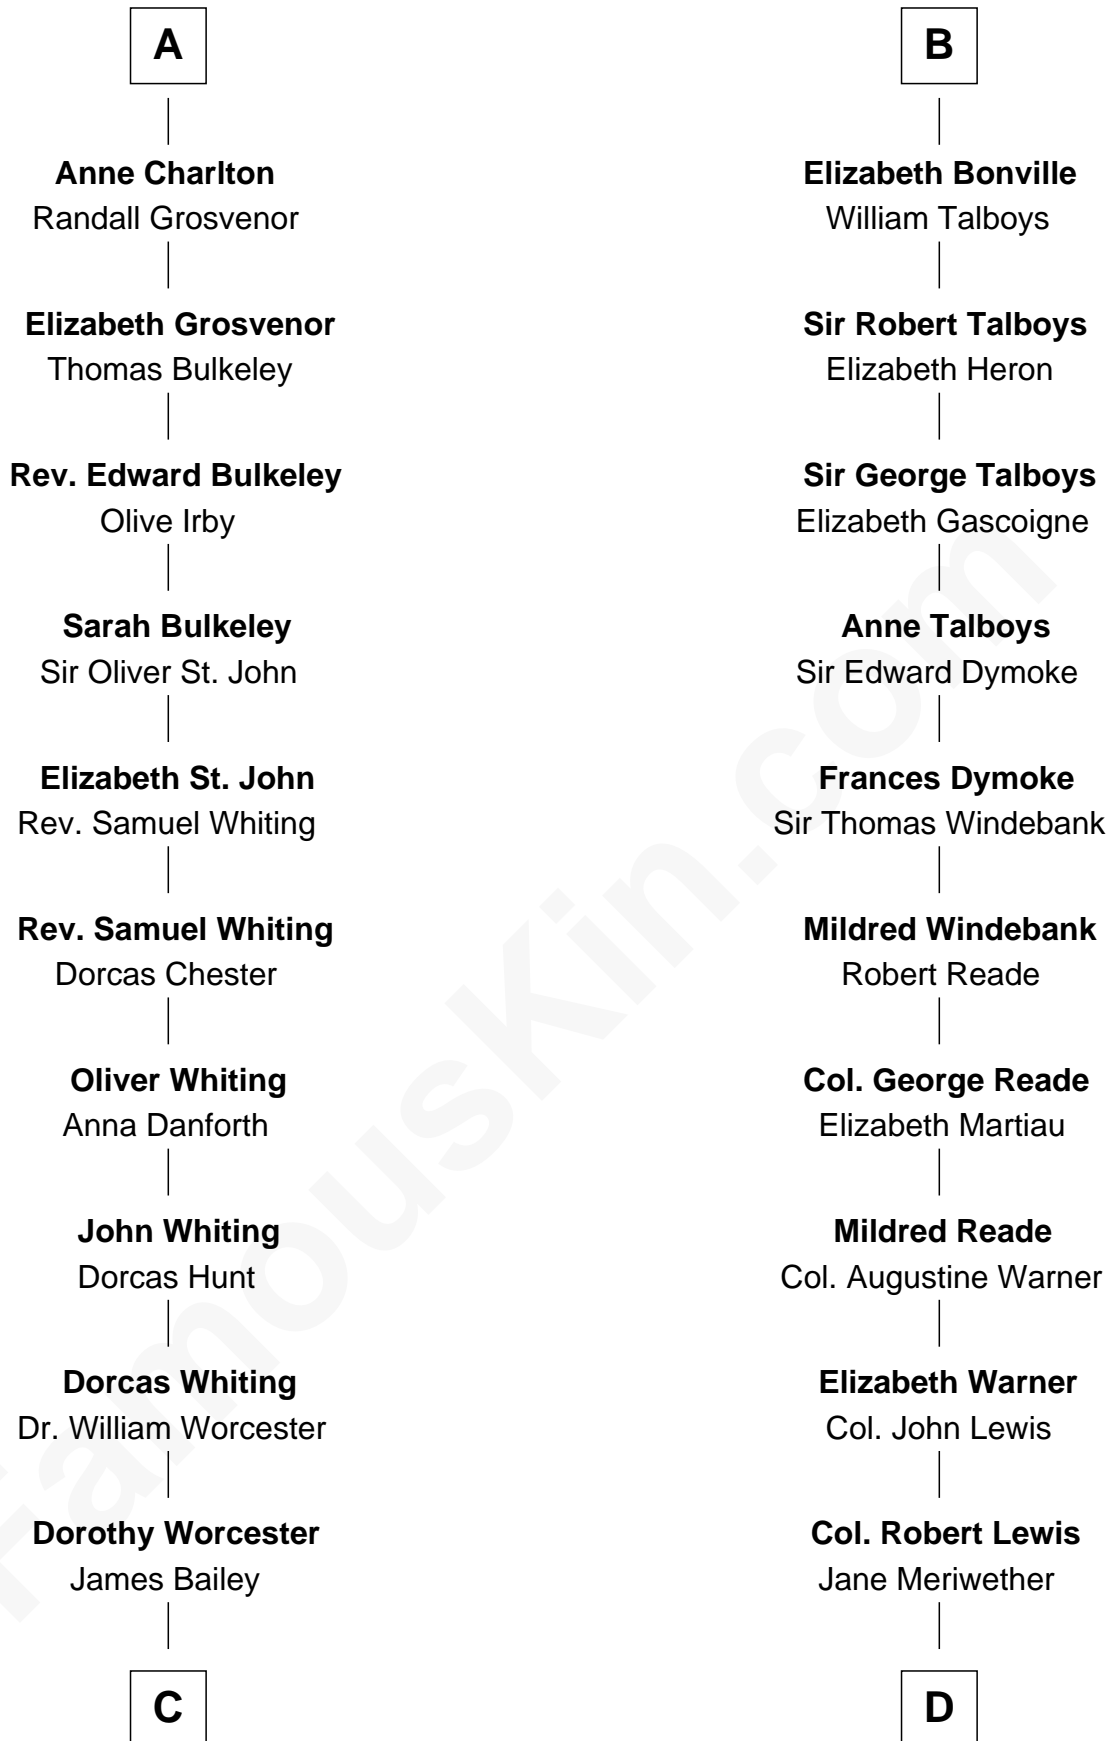 A
Anne Charlton
Randall Grosvenor
Elizabeth Grosvenor
Thomas Bulkeley
Rev. Edward Bulkeley
Olive Irby
Sarah Bulkeley
Sir Oliver St. John
Elizabeth St. John
Rev. Samuel Whiting
Rev. Samuel Whiting
Dorcas Chester
Oliver Whiting
Anna Danforth
John Whiting
Dorcas Hunt
Dorcas Whiting
Dr. William Worcester
Dorothy Worcester
James Bailey
C
B
Elizabeth Bonville
William Talboys
Sir Robert Talboys
Elizabeth Heron
Sir George Talboys
Elizabeth Gascoigne
Anne Talboys
Sir Edward Dymoke
Frances Dymoke
Sir Thomas Windebank
Mildred Windebank
Robert Reade
Col. George Reade
Elizabeth Martiau
Mildred Reade
Col. Augustine Warner
Elizabeth Warner
Col. John Lewis
Col. Robert Lewis
Jane Meriwether
D
FamousKin.com